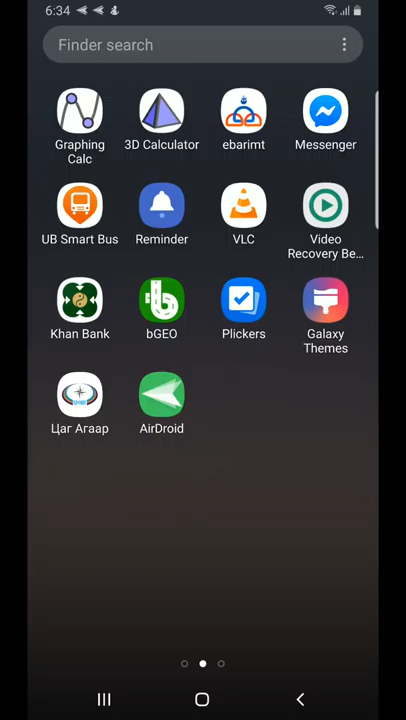 6:34
Finder search
Graphing
Calc
3D Calculator
ebarimt
Messenger
UB Smart Bus
Reminder
VLC
Video
Recovery Be...
Khan Bank
bGEO
Plickers
Galaxy
Themes
Цаг Агаар
AirDroid